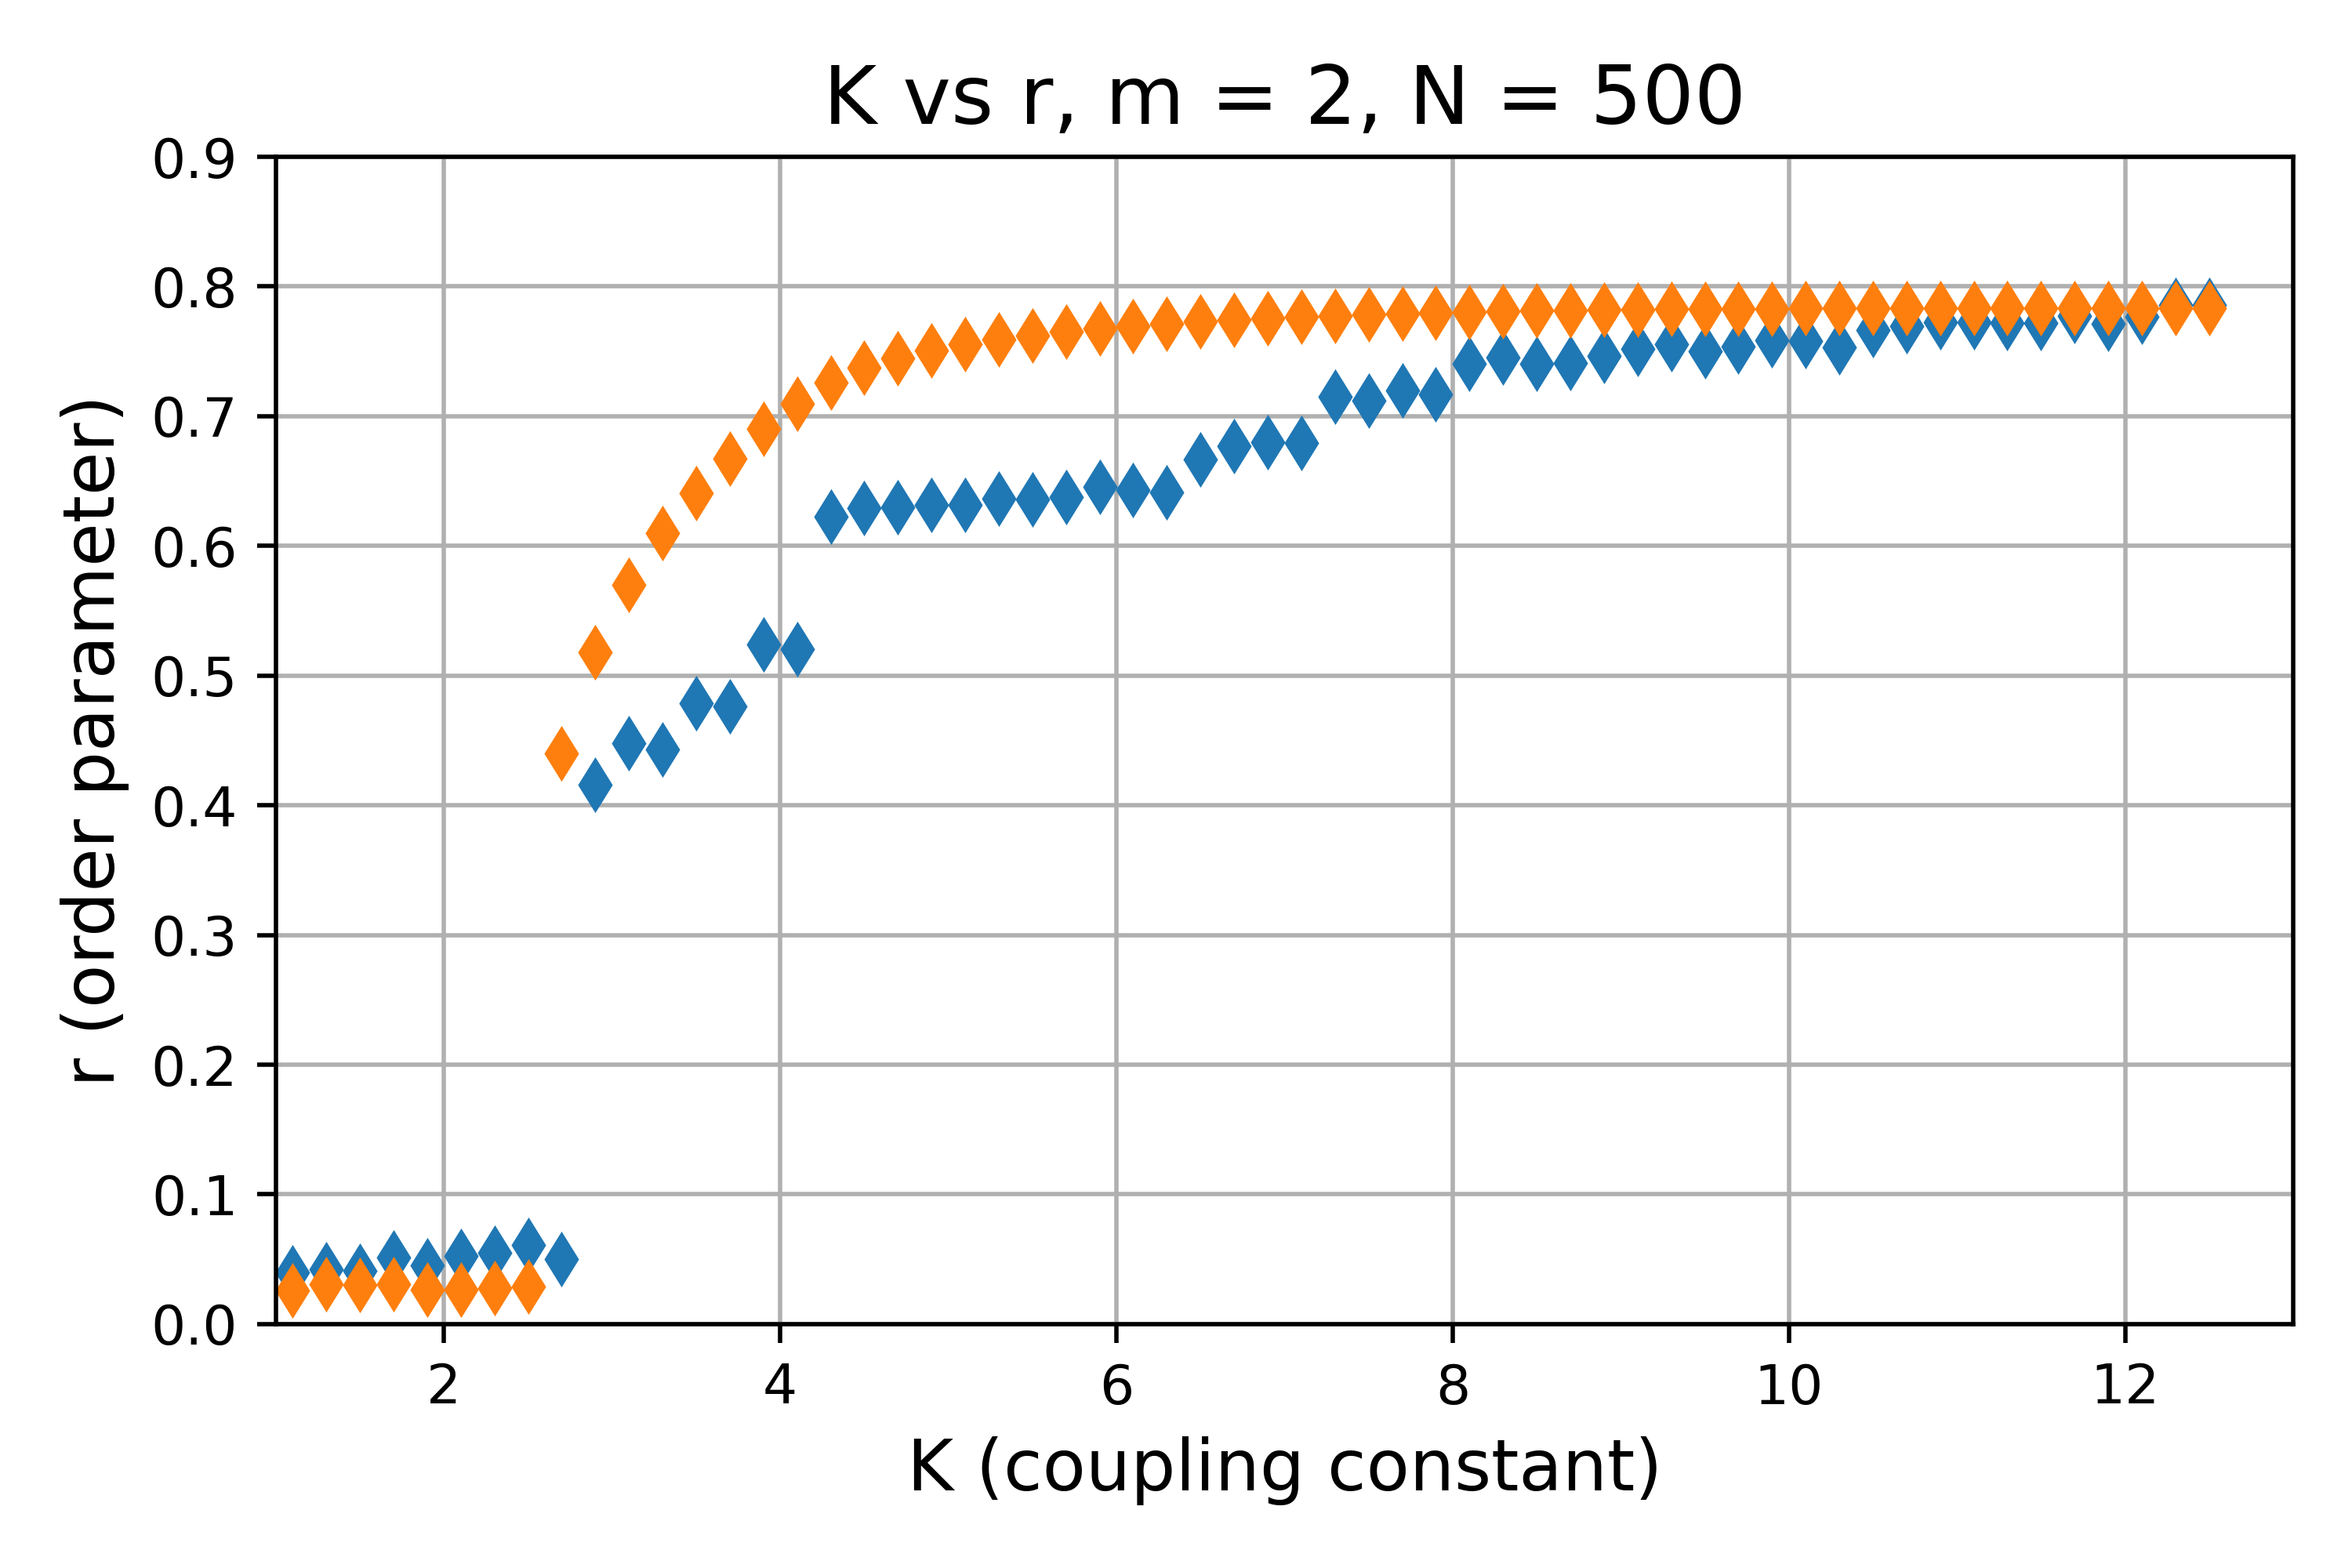 K vs r, m = 2, N = 500
0.9
0.8
0.7
0.6
0.5
0.4
0.3
0.2
0.1
0.0
r (order parameter)
2 4 6 8 10 12
K (coupling constant)